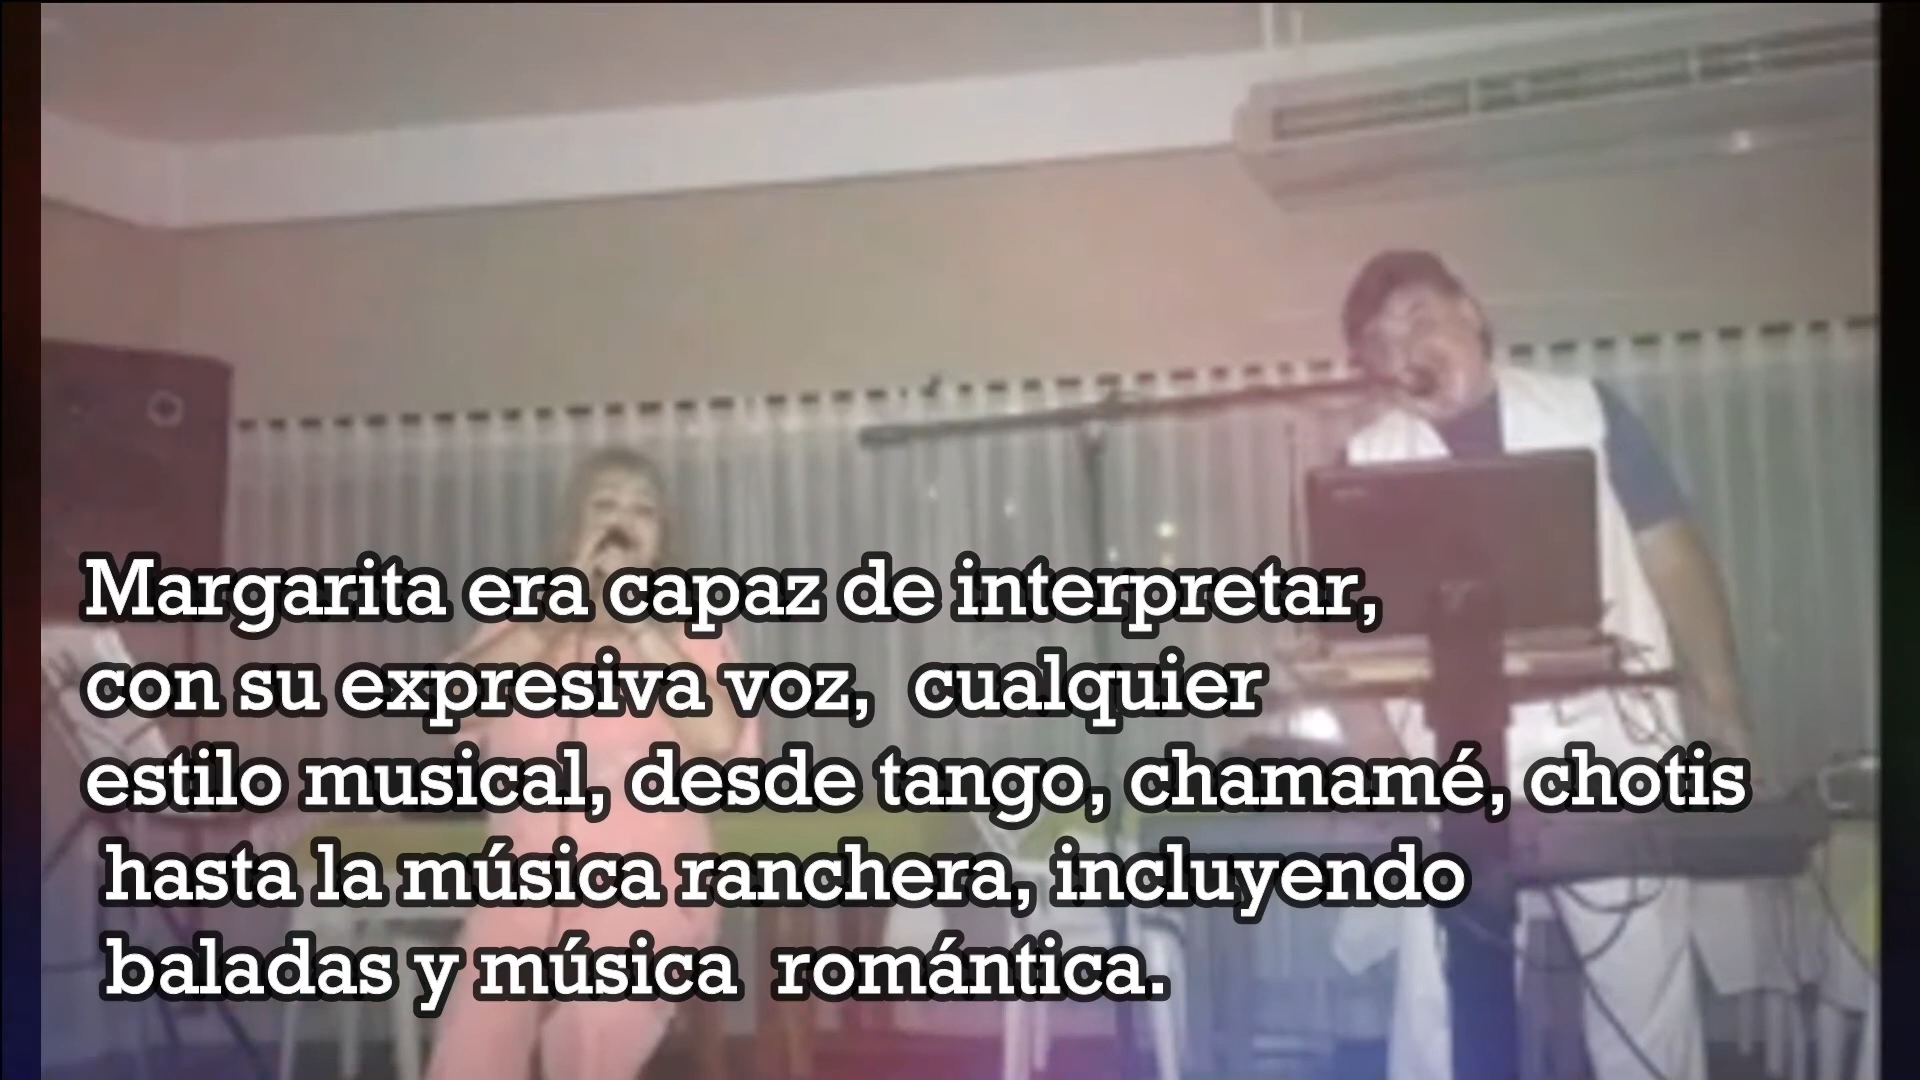 Margarita era capaz de interpretar,
con su expresiva voz, cualquier
estilo musical, desde tango, chamamé, chotis
hasta la música ranchera, incluyendo
baladas y música romántica.